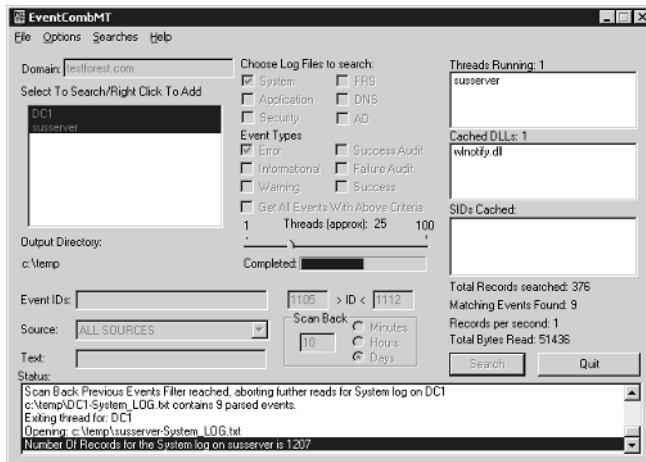 EventCombMT
File Options Searches Help
Domain: testforest.com
Select To Search/Right Click To Add
DC1
susserver
Output Directory:
c:\temp
Choose Log Files to search:
System FRS
Application DNS
Security AD
Event Types
Error Success Audit
Informational Failure Audit
Warning Success
Get All Events With Above Criteria
1 Threads (approx): 25 100
Completed:
Threads Running: 1
susserver
Cached DLLs: 1
wlnotify.dll
SIDs Cached:
Total Records searched: 376
Matching Events Found: 9
Records per second: 1
Total Bytes Read: 51436
Event IDs: 1105 > ID < 1112
Source: ALL SOURCES
Text:
Scan Back
10 Minutes
Hours
Days
Search Quit
Status:
Scan Back Previous Events Filter reached, aborting further reads for System log on DC1
c:\temp\DC1-System_LOG.txt contains 9 parsed events.
Exiting thread for: DC1
Opening: c:\temp\susserver-System_LOG.txt
Number Of Records for the System log on susserver is 1207